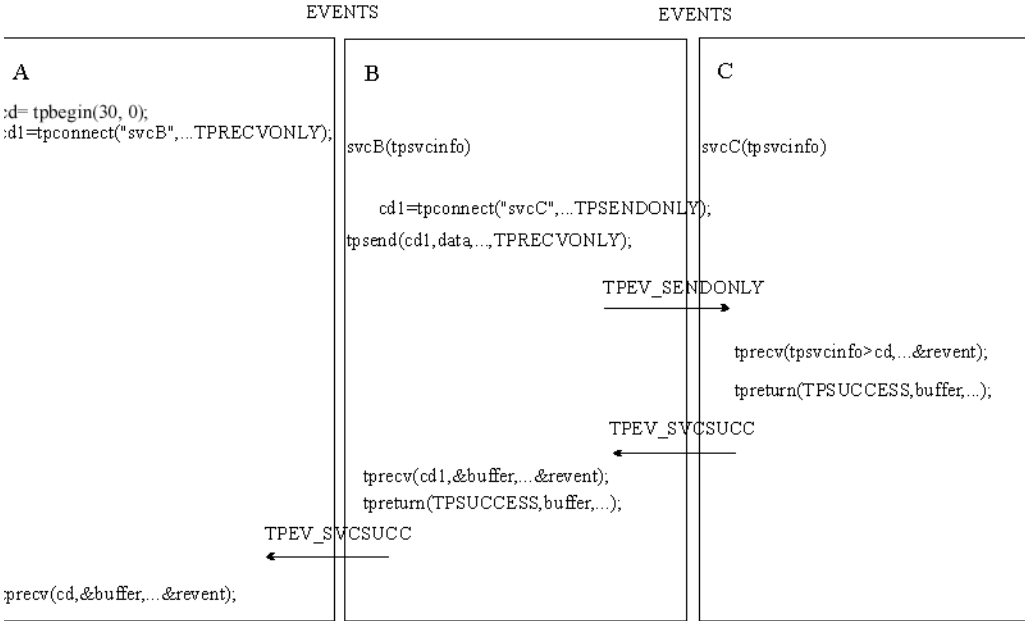 EVENTS
EVENTS
A
B
C
:d= tpbegin(30, 0);
:d1=tpconnect("svcB",...TPRECVONLY);
svcB(tpsvcinfo)
svcC(tpsvcinfo)
cd1=tpconnect("svcC",...TPSENDONLY);
tpsend(cd1,data,...,TPRECVONLY);
TPEV_SENDONLY
tprecv(tpsvcinfo>cd,...&revent);
tpreturn(TPSUCCESS,buffer,...);
TPEV_SVCSUCC
tprecv(cd1,&buffer,...&revent);
tpreturn(TPSUCCESS,buffer,...);
TPEV_SVCSUCC
:precv(cd,&buffer,...&revent);